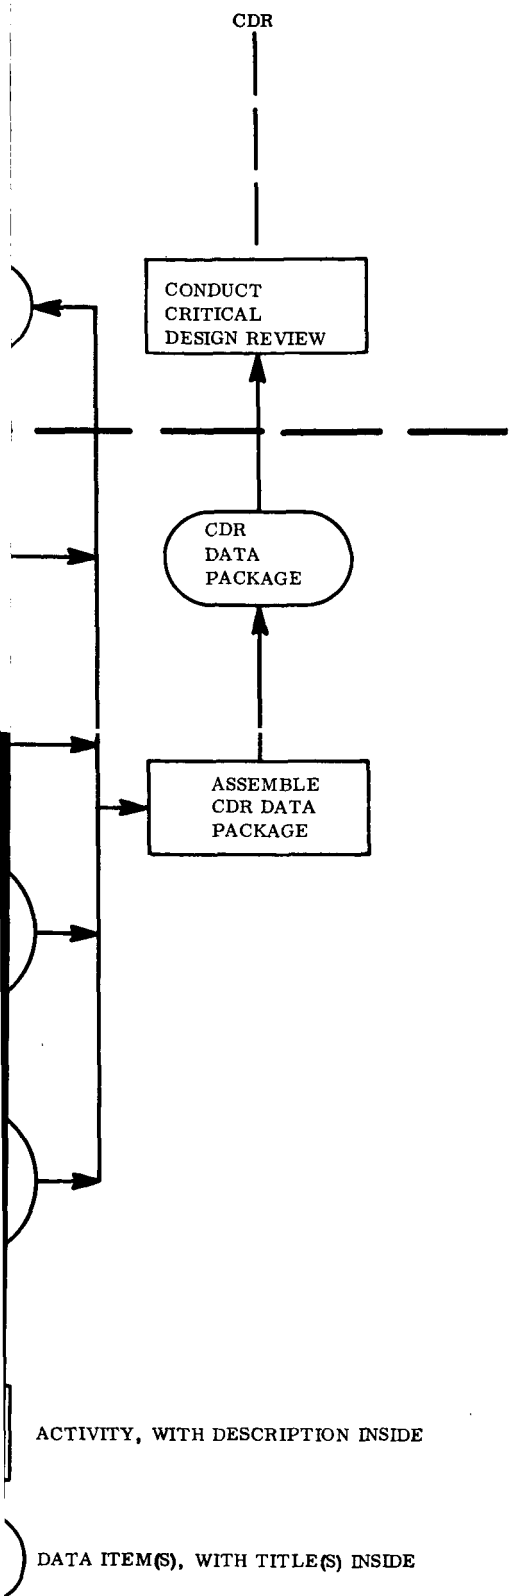 CDR
CONDUCT
CRITICAL
DESIGN REVIEW
CDR
DATA
PACKAGE
ASSEMBLE
CDR DATA
PACKAGE
ACTIVITY, WITH DESCRIPTION INSIDE
DATA ITEM(S), WITH TITLE(S) INSIDE